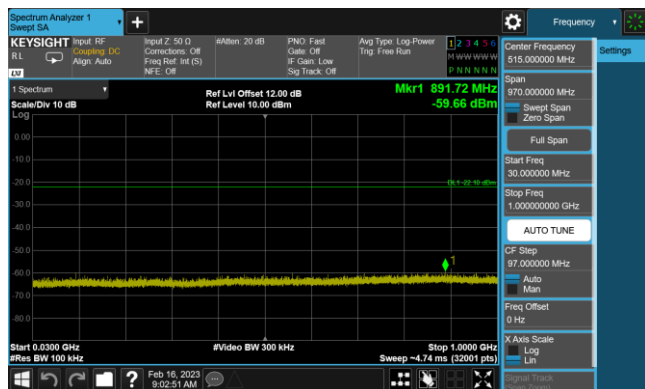 Spectrum Analyzer 1
Swept SA
Frequency
KEYSIGHT
R L
LXI
Input: RF
Coupling: DC
Align: Auto
Input Z: 50 Ω
Corrections: Off
Freq Ref: Int (S)
NFE: Off
#Atten: 20 dB
PNO: Fast
Gate: Off
IF Gain: Low
Sig Track: Off
Avg Type: Log-Power
Trig: Free Run
1 2 3 4 5 6
M W W W W W
P N N N N N
1 Spectrum
Scale/Div 10 dB
Log
Ref Lvl Offset 12.00 dB
Ref Level 10.00 dBm
Mkr1 891.72 MHz
-59.66 dBm
0.00
-10.0
-20.0
DL1 -22.10 dBm
-30.0
-40.0
-50.0
1
-60.0
-70.0
-80.0
Start 0.0300 GHz
#Res BW 100 kHz
#Video BW 300 kHz
Stop 1.0000 GHz
Sweep ~4.74 ms (32001 pts)
Center Frequency
515.000000 MHz
Settings
Span
970.000000 MHz
Swept Span
Zero Span
Full Span
Start Freq
30.000000 MHz
Stop Freq
1.000000000 GHz
AUTO TUNE
CF Step
97.000000 MHz
Auto
Man
Freq Offset
0 Hz
X Axis Scale
Log
Lin
Signal Track
(Span Zoom)
?
Feb 16, 2023
9:02:51 AM